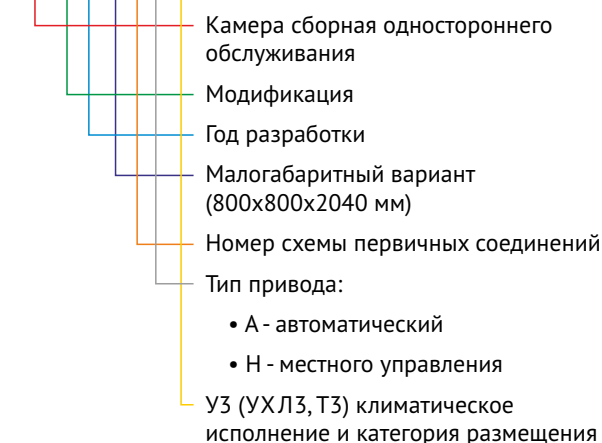 Камера сборная одностороннего
обслуживания
Модификация
Год разработки
Малогабаритный вариант
(800х800х2040 мм)
Номер схемы первичных соединений
Тип привода:
• А - автоматический
• Н - местного управления
У3 (УХЛ3, Т3) климатическое
исполнение и категория размещения